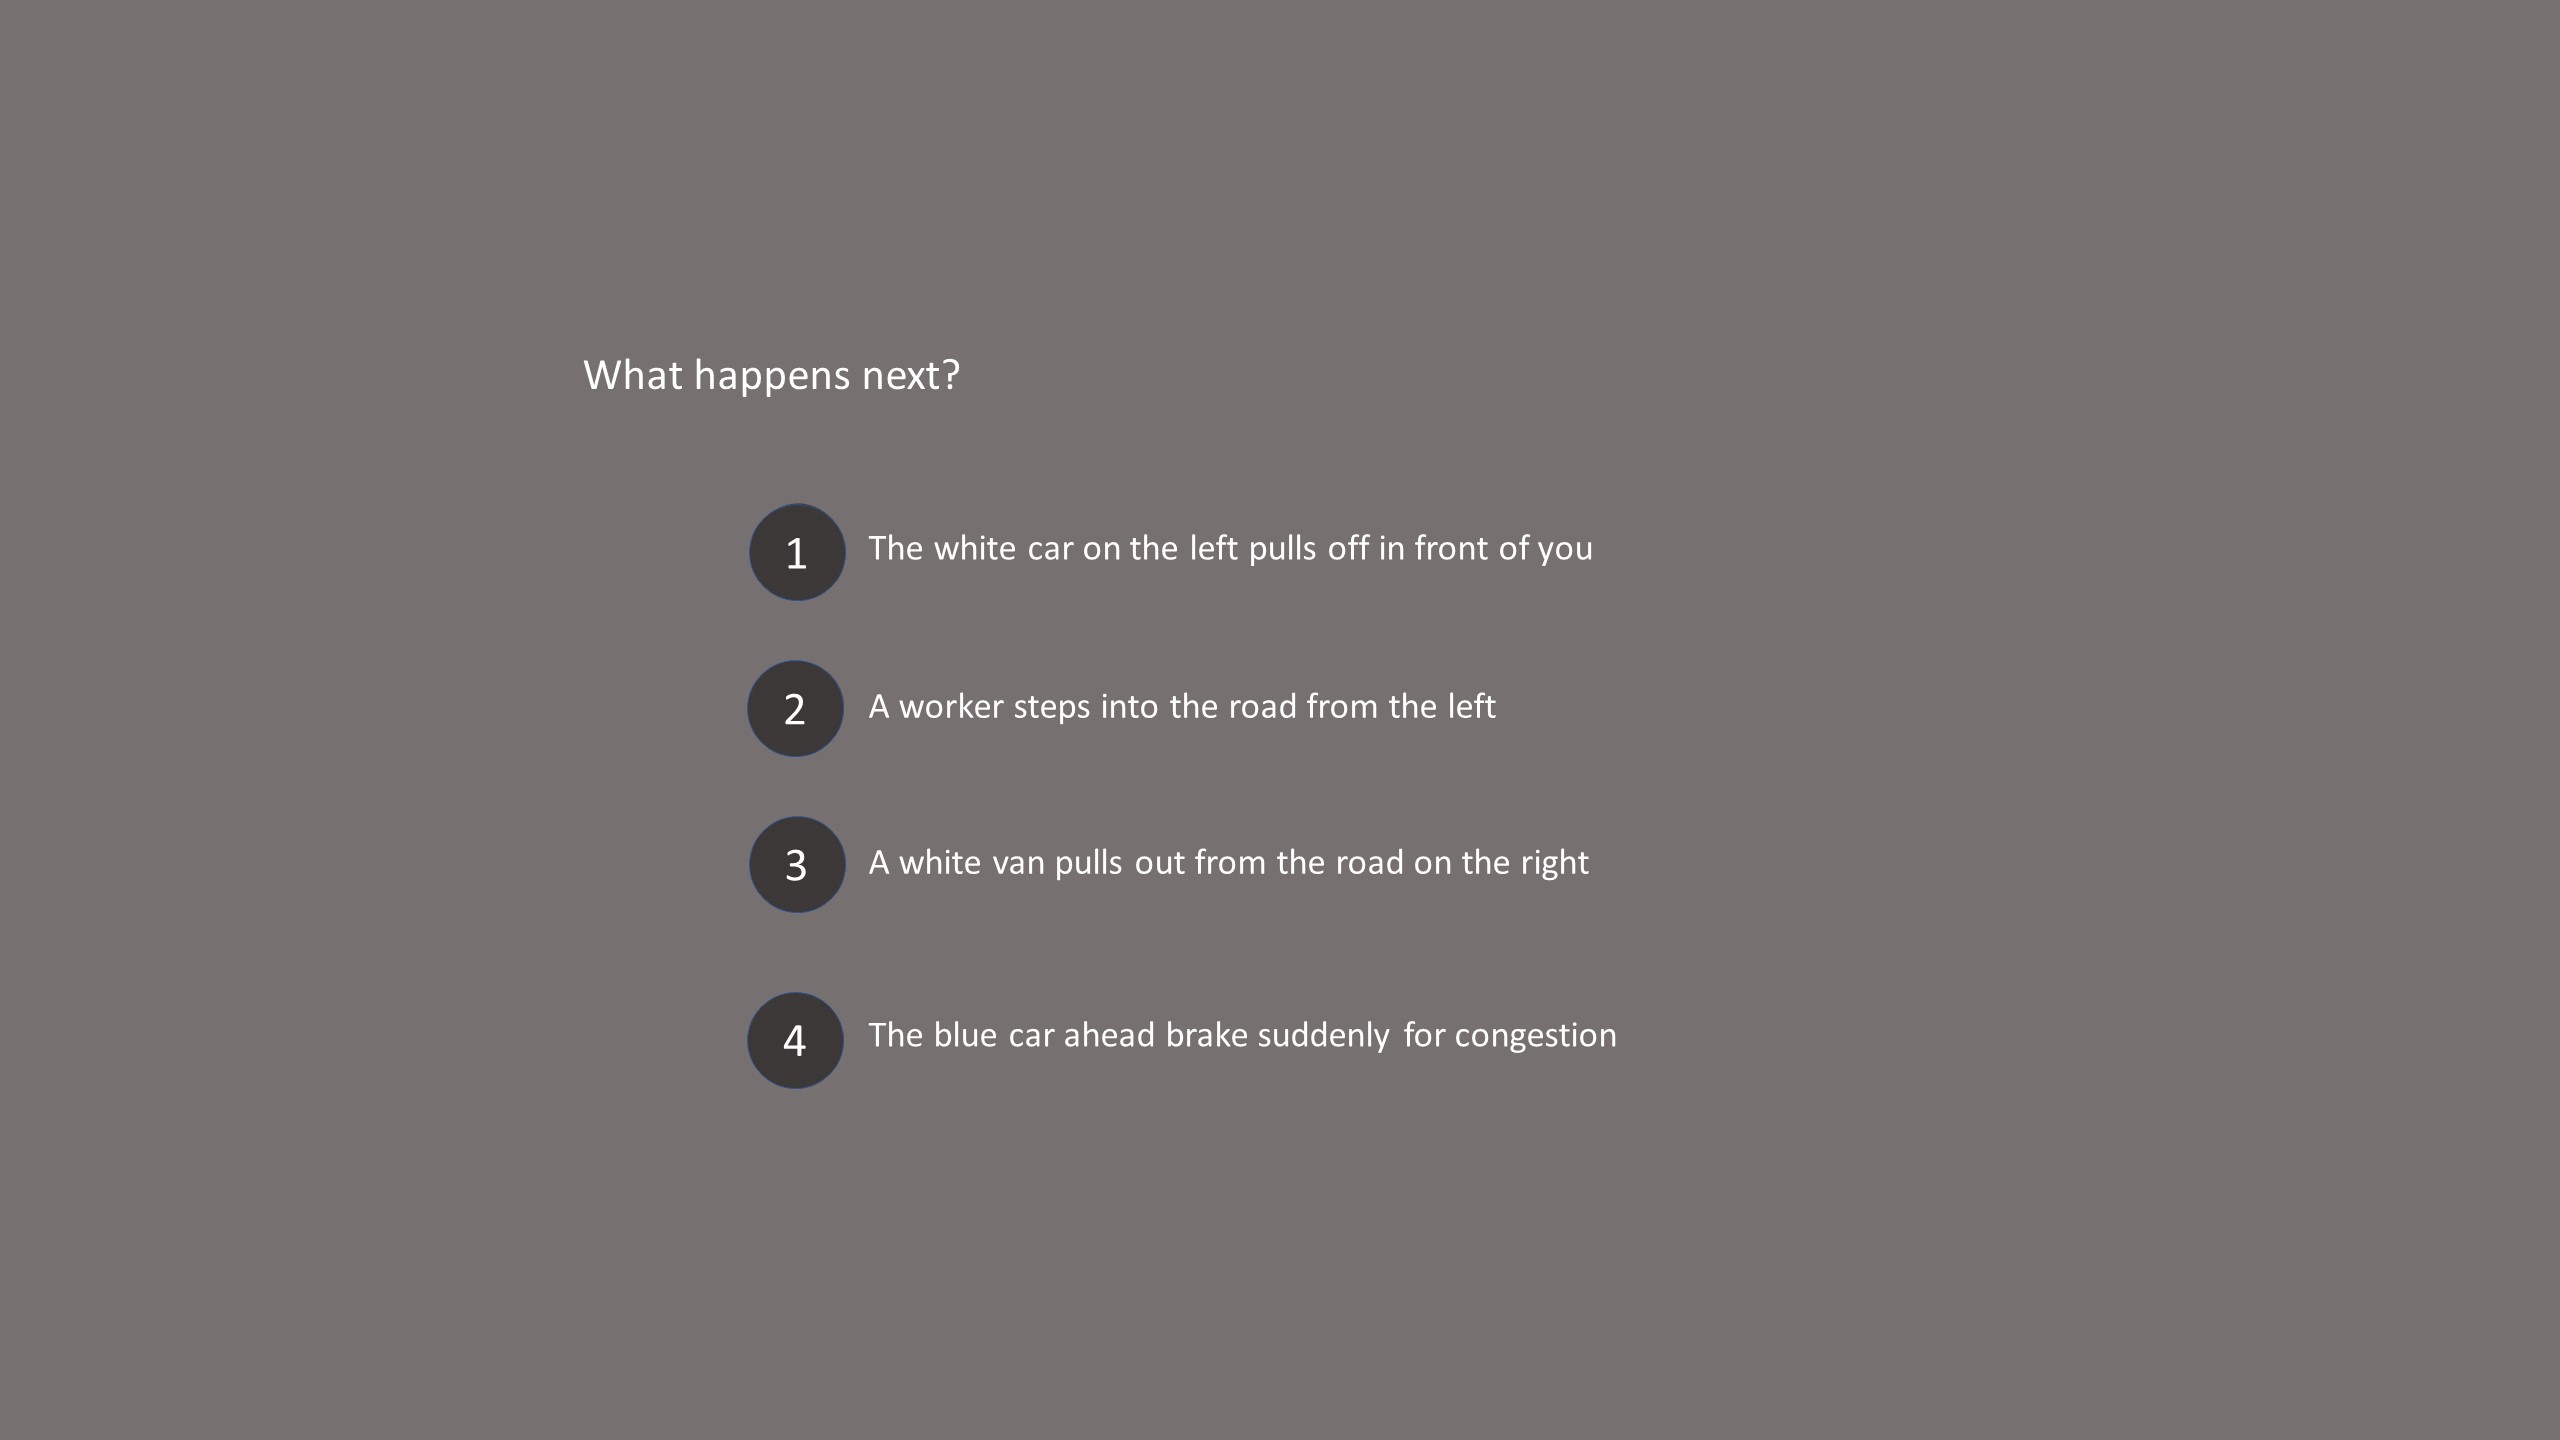 What happens next?
1 The white car on the left pulls off in front of you
2 A worker steps into the road from the left
3 A white van pulls out from the road on the right
4 The blue car ahead brake suddenly for congestion